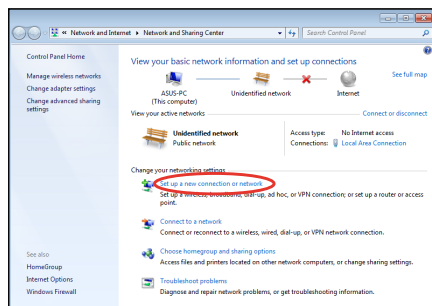 « Network and Internet ▸ Network and Sharing Center
Search Control Panel
Control Panel Home
Manage wireless networks
Change adapter settings
Change advanced sharing
settings
View your basic network information and set up connections
See full map
ASUS-PC
(This computer)
Unidentified network
Internet
View your active networks
Connect or disconnect
Unidentified network
Public network
Access type: No Internet access
Connections: Local Area Connection
Change your networking settings
Set up a new connection or network
Set up a wireless, broadband, dial-up, ad hoc, or VPN connection; or set up a router or access
point.
Connect to a network
Connect or reconnect to a wireless, wired, dial-up, or VPN network connection.
Choose homegroup and sharing options
Access files and printers located on other network computers, or change sharing settings.
Troubleshoot problems
Diagnose and repair network problems, or get troubleshooting information.
See also
HomeGroup
Internet Options
Windows Firewall